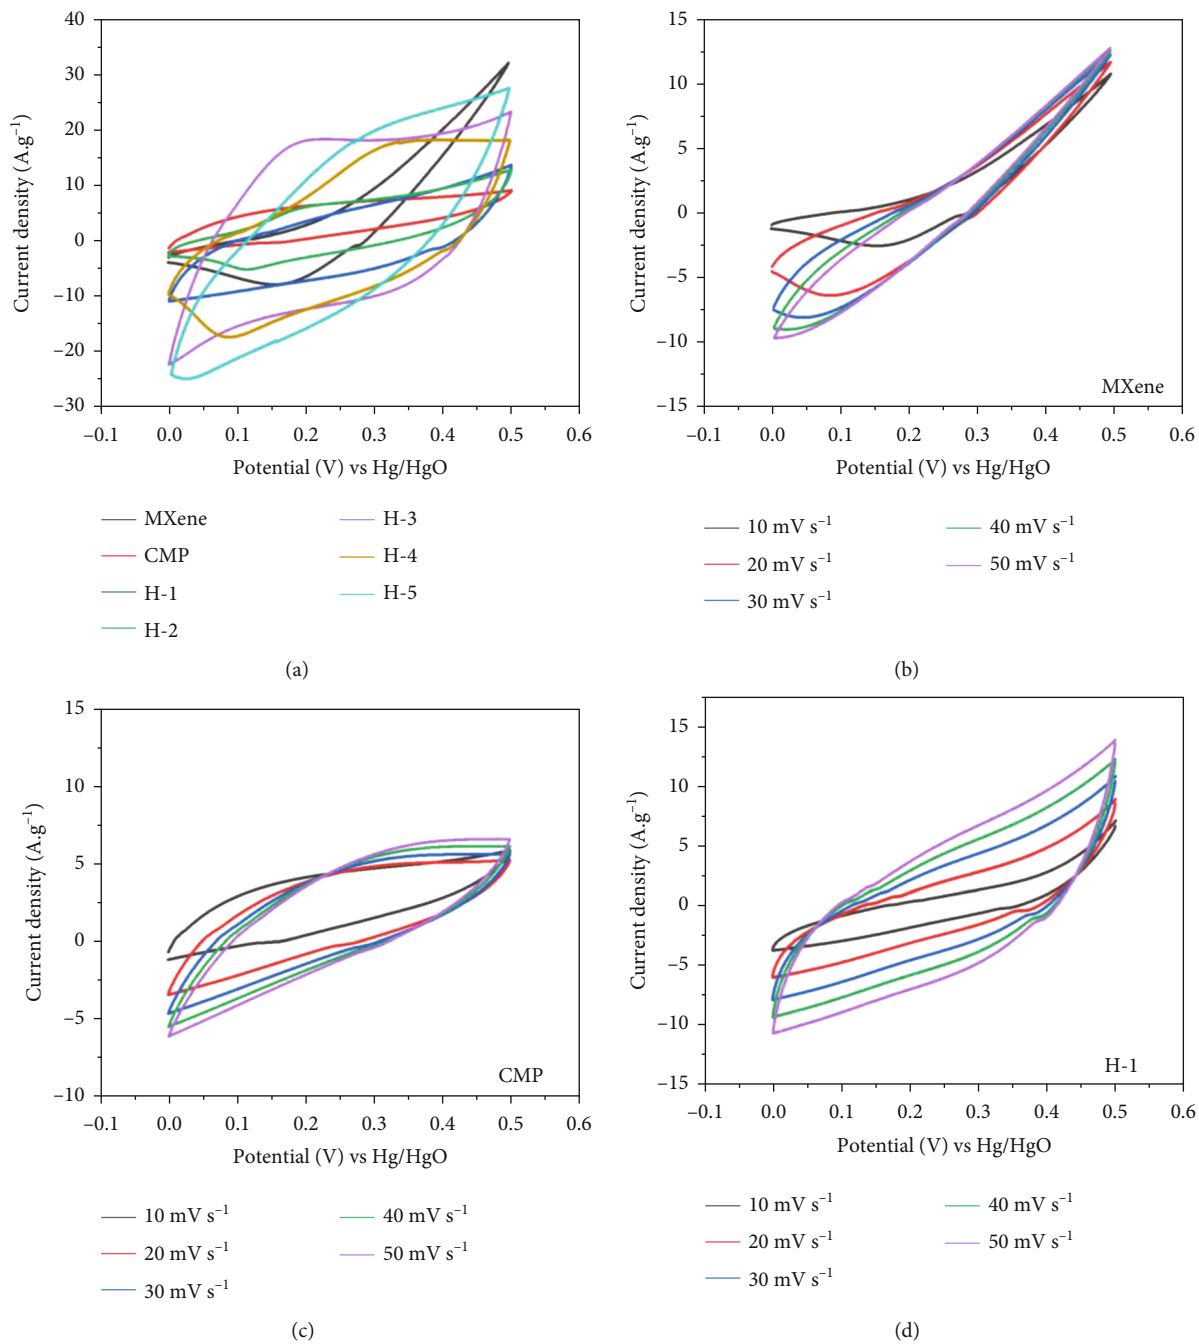 40
30
20
10
0
–10
–20
–30
Current density (A.g⁻¹)
–0.1 0.0 0.1 0.2 0.3 0.4 0.5 0.6
Potential (V) vs Hg/HgO
MXene
CMP
H-1
H-2
H-3
H-4
H-5
(a)
15
10
5
0
–5
–10
–15
Current density (A.g⁻¹)
MXene
–0.1 0.0 0.1 0.2 0.3 0.4 0.5 0.6
Potential (V) vs Hg/HgO
10 mV s⁻¹
20 mV s⁻¹
30 mV s⁻¹
40 mV s⁻¹
50 mV s⁻¹
(b)
15
10
5
0
–5
–10
Current density (A.g⁻¹)
CMP
–0.1 0.0 0.1 0.2 0.3 0.4 0.5 0.6
Potential (V) vs Hg/HgO
10 mV s⁻¹
20 mV s⁻¹
30 mV s⁻¹
40 mV s⁻¹
50 mV s⁻¹
(c)
15
10
5
0
–5
–10
–15
Current density (A.g⁻¹)
H-1
–0.1 0.0 0.1 0.2 0.3 0.4 0.5 0.6
Potential (V) vs Hg/HgO
10 mV s⁻¹
20 mV s⁻¹
30 mV s⁻¹
40 mV s⁻¹
50 mV s⁻¹
(d)